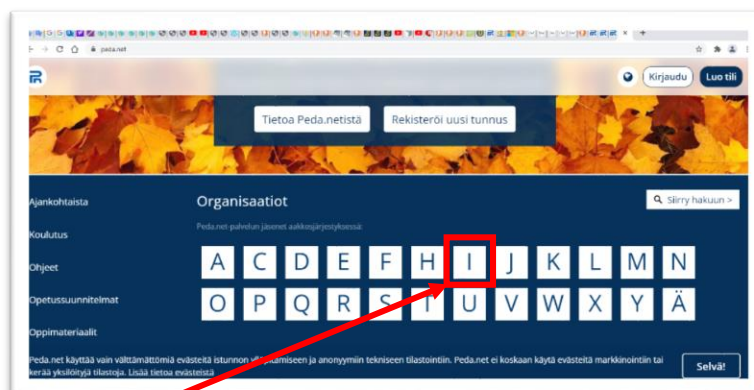 peda.net
Kirjaudu Luo tili
Tietoa Peda.netistä Rekisteröi uusi tunnus
Ajankohtaista
Koulutus
Ohjeet
Opetussuunnitelmat
Oppimateriaalit
Organisaatiot
Siirry hakuun >
Peda.net-palvelun jäsenet aakkosjärjestyksessä:
A C D E F H I J K L M N
O P Q R S T U V W X Y Ä
Peda.net käyttää vain välttämättömiä evästeitä istunnon ylläpitämiseen ja anonyymiin tekniseen tilastointiin. Peda.net ei koskaan käytä evästeitä markkinointiin tai
kerää yksilöityjä tilastoja. Lisää tietoa evästeistä
Selvä!